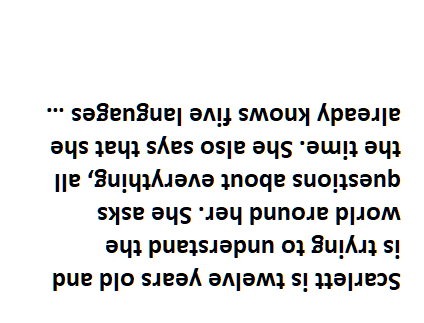 Scarlett is twelve years old and
is trying to understand the
world around her. She asks
questions about everything, all
the time. She also says that she
already knows five languages ...